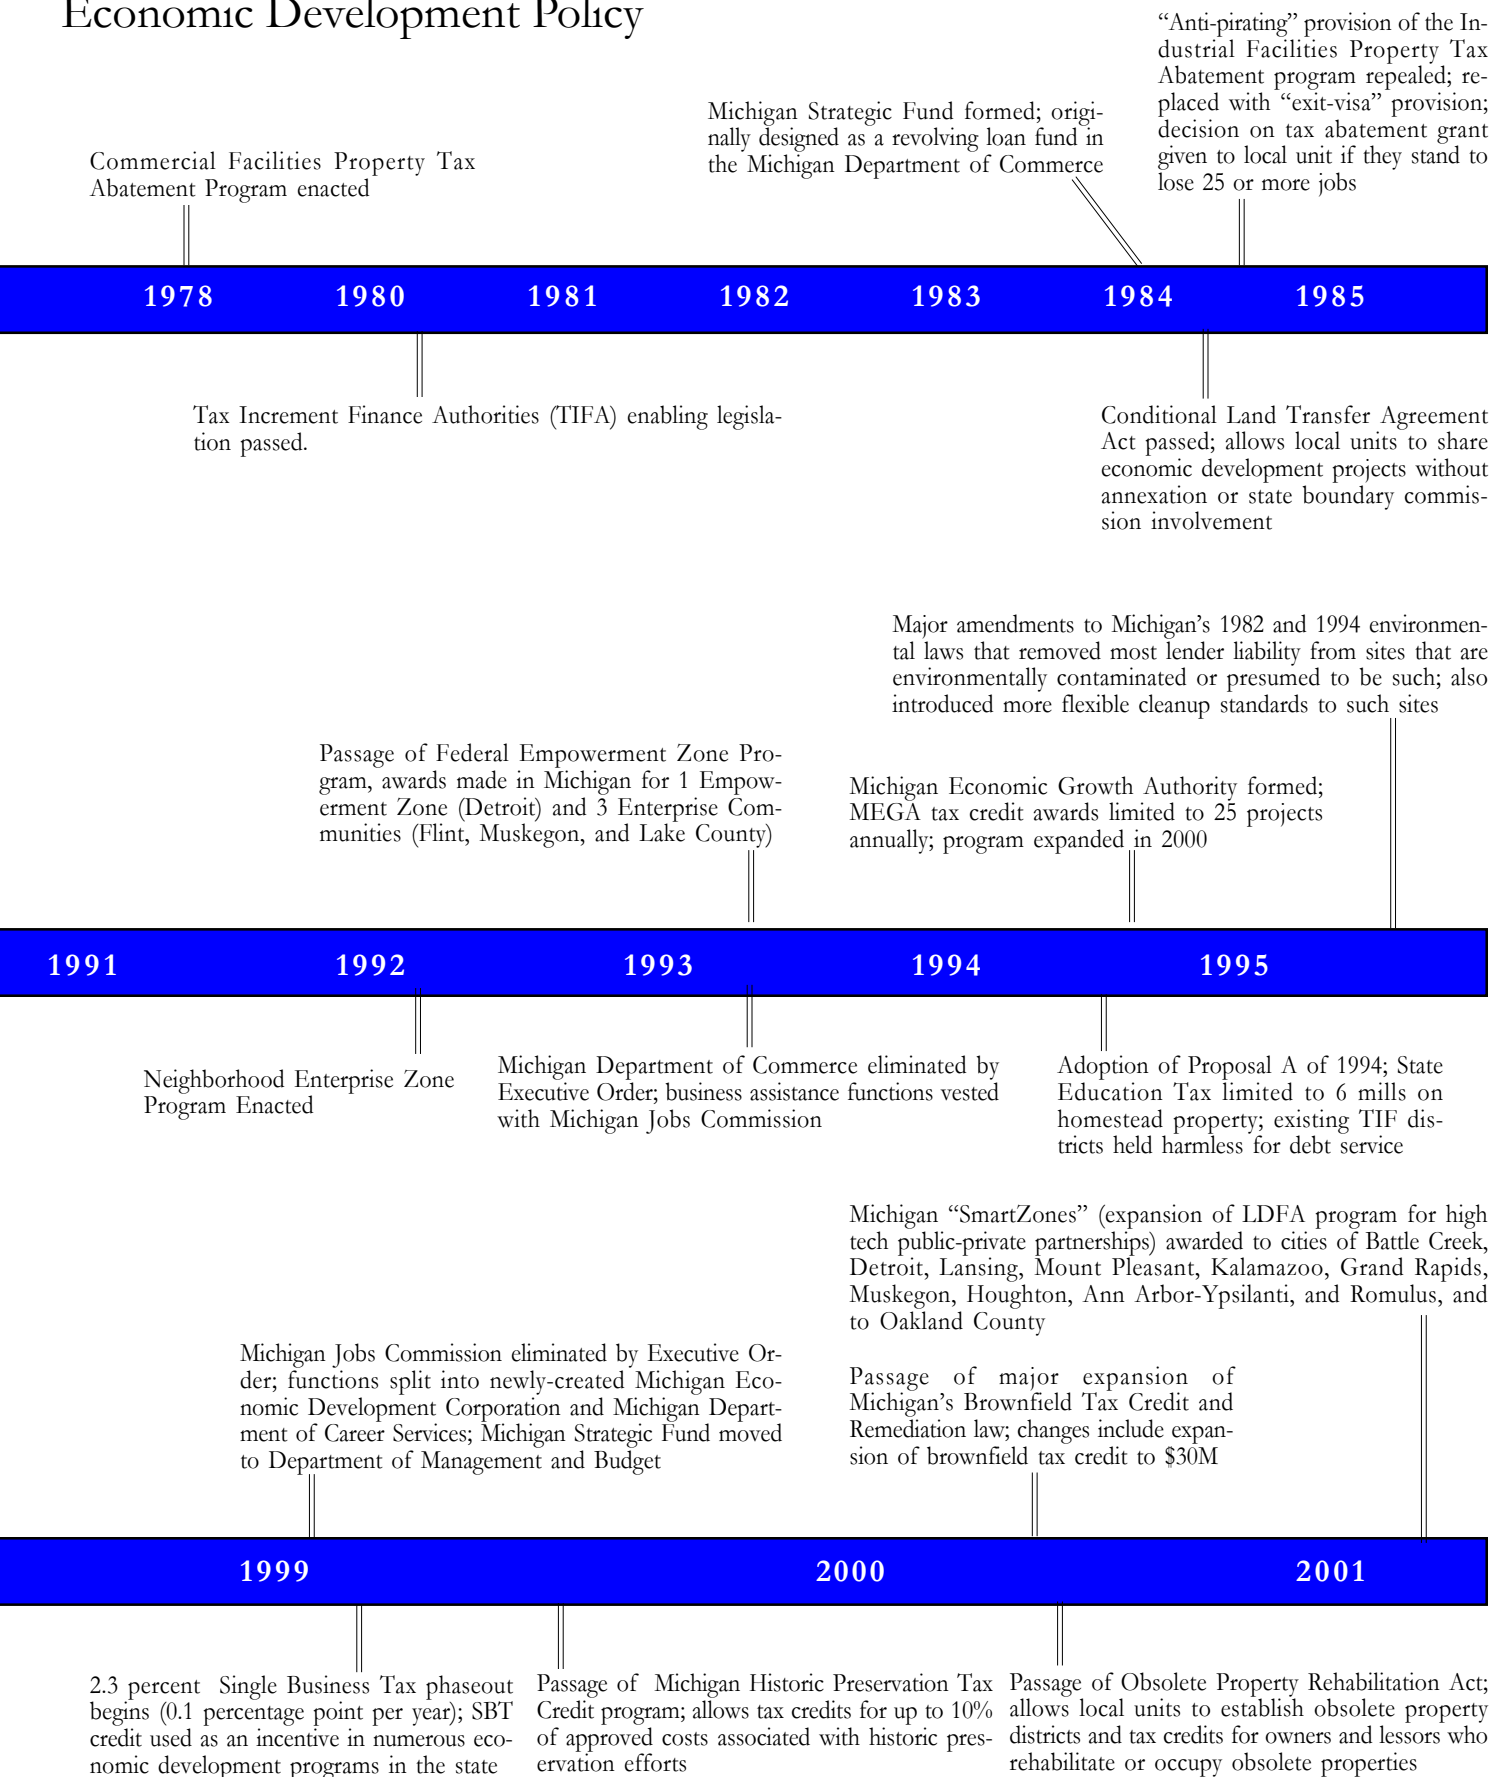 Economic Development Policy
“Anti-pirating” provision of the In-
dustrial Facilities Property Tax
Abatement program repealed; re-
placed with “exit-visa” provision;
decision on tax abatement grant
given to local unit if they stand to
lose 25 or more jobs
Michigan Strategic Fund formed; origi-
nally designed as a revolving loan fund in
the Michigan Department of Commerce
Commercial Facilities Property Tax
Abatement Program enacted
1978 1980 1981 1982 1983 1984 1985
Tax Increment Finance Authorities (TIFA) enabling legisla-
tion passed.
Conditional Land Transfer Agreement
Act passed; allows local units to share
economic development projects without
annexation or state boundary commis-
sion involvement
Major amendments to Michigan’s 1982 and 1994 environmen-
tal laws that removed most lender liability from sites that are
environmentally contaminated or presumed to be such; also
introduced more flexible cleanup standards to such sites
Passage of Federal Empowerment Zone Pro-
gram, awards made in Michigan for 1 Empow-
erment Zone (Detroit) and 3 Enterprise Com-
munities (Flint, Muskegon, and Lake County)
Michigan Economic Growth Authority formed;
MEGA tax credit awards limited to 25 projects
annually; program expanded in 2000
1991 1992 1993 1994 1995
Neighborhood Enterprise Zone
Program Enacted
Michigan Department of Commerce eliminated by
Executive Order; business assistance functions vested
with Michigan Jobs Commission
Adoption of Proposal A of 1994; State
Education Tax limited to 6 mills on
homestead property; existing TIF dis-
tricts held harmless for debt service
Michigan “SmartZones” (expansion of LDFA program for high
tech public-private partnerships) awarded to cities of Battle Creek,
Detroit, Lansing, Mount Pleasant, Kalamazoo, Grand Rapids,
Muskegon, Houghton, Ann Arbor-Ypsilanti, and Romulus, and
to Oakland County
Michigan Jobs Commission eliminated by Executive Or-
der; functions split into newly-created Michigan Eco-
nomic Development Corporation and Michigan Depart-
ment of Career Services; Michigan Strategic Fund moved
to Department of Management and Budget
Passage of major expansion of
Michigan’s Brownfield Tax Credit and
Remediation law; changes include expan-
sion of brownfield tax credit to $30M
1999 2000 2001
2.3 percent Single Business Tax phaseout
begins (0.1 percentage point per year); SBT
credit used as an incentive in numerous eco-
nomic development programs in the state
Passage of Michigan Historic Preservation Tax
Credit program; allows tax credits for up to 10%
of approved costs associated with historic pres-
ervation efforts
Passage of Obsolete Property Rehabilitation Act;
allows local units to establish obsolete property
districts and tax credits for owners and lessors who
rehabilitate or occupy obsolete properties